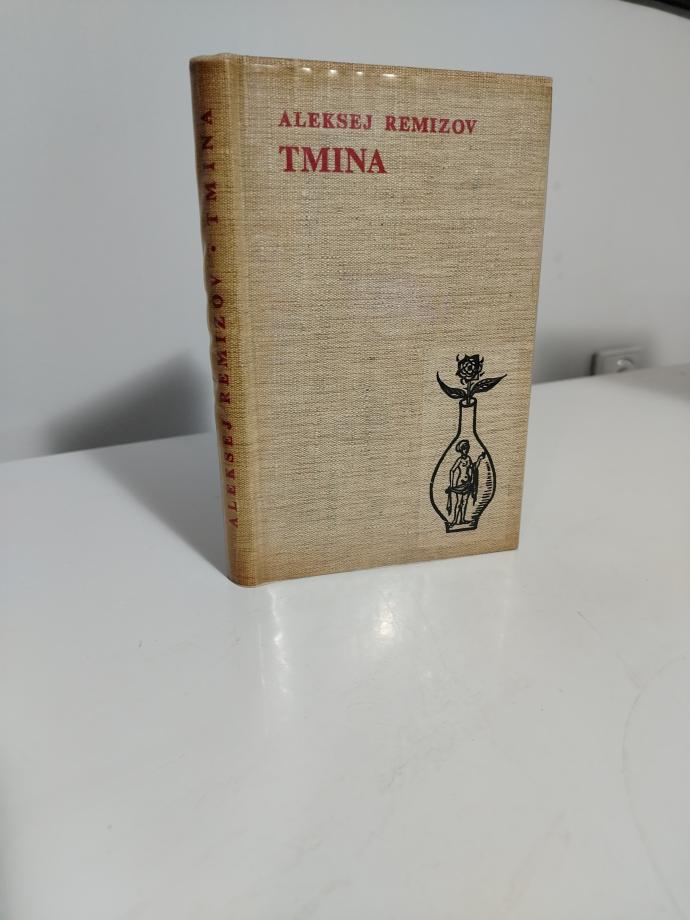 ALEKSEJ REMIZOV
TMINA
ALEKSEJ REMIZOV · TMINA